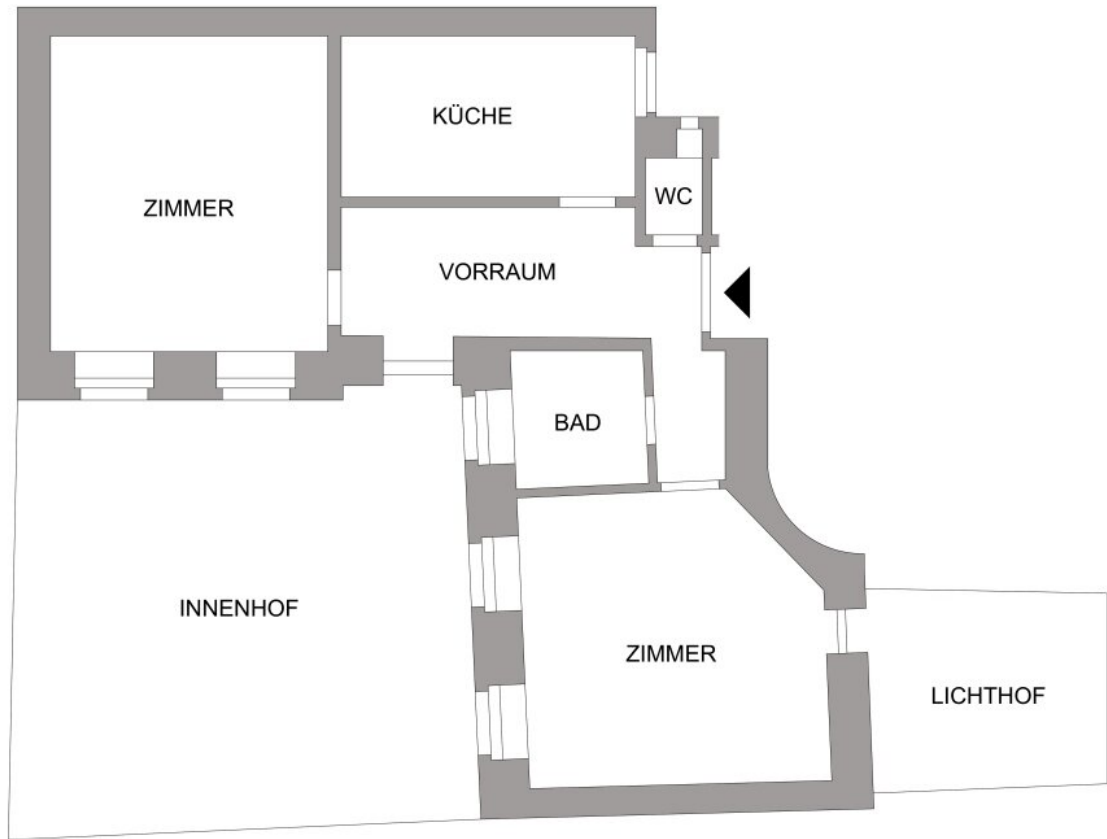 KÜCHE
WC
ZIMMER
VORRAUM
BAD
INNENHOF
ZIMMER
LICHTHOF